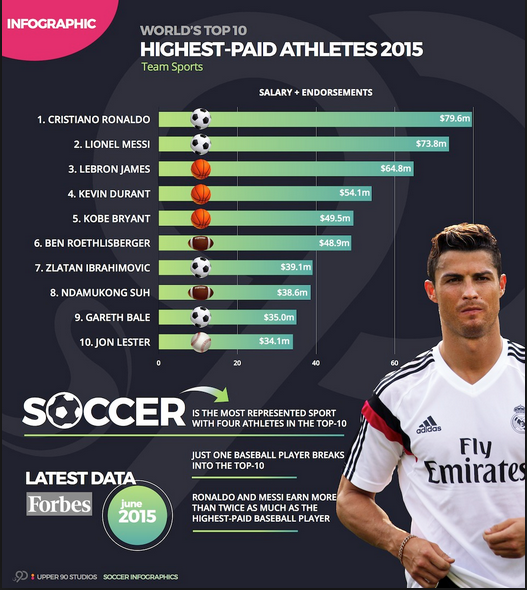 INFOGRAPHIC
WORLD'S TOP 10
HIGHEST-PAID ATHLETES 2015
Team Sports
SALARY + ENDORSEMENTS
1. CRISTIANO RONALDO $79.6m
2. LIONEL MESSI $73.8m
3. LEBRON JAMES $64.8m
4. KEVIN DURANT $54.1m
5. KOBE BRYANT $49.5m
6. BEN ROETHLISBERGER $48.9m
7. ZLATAN IBRAHIMOVIC $39.1m
8. NDAMUKONG SUH $38.6m
9. GARETH BALE $35.0m
10. JON LESTER $34.1m
0 20 40 60
SOCCER
IS THE MOST REPRESENTED SPORT
WITH FOUR ATHLETES IN THE TOP-10
JUST ONE BASEBALL PLAYER BREAKS
INTO THE TOP-10
LATEST DATA
Forbes
june
2015
RONALDO AND MESSI EARN MORE
THAN TWICE AS MUCH AS THE
HIGHEST-PAID BASEBALL PLAYER
adidas
Fly
Emirates
90 UPPER 90 STUDIOS SOCCER INFOGRAPHICS